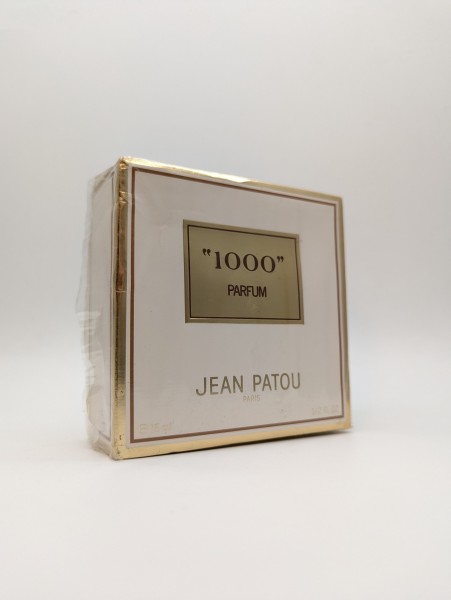 "1000"
PARFUM
JEAN PATOU
PARIS